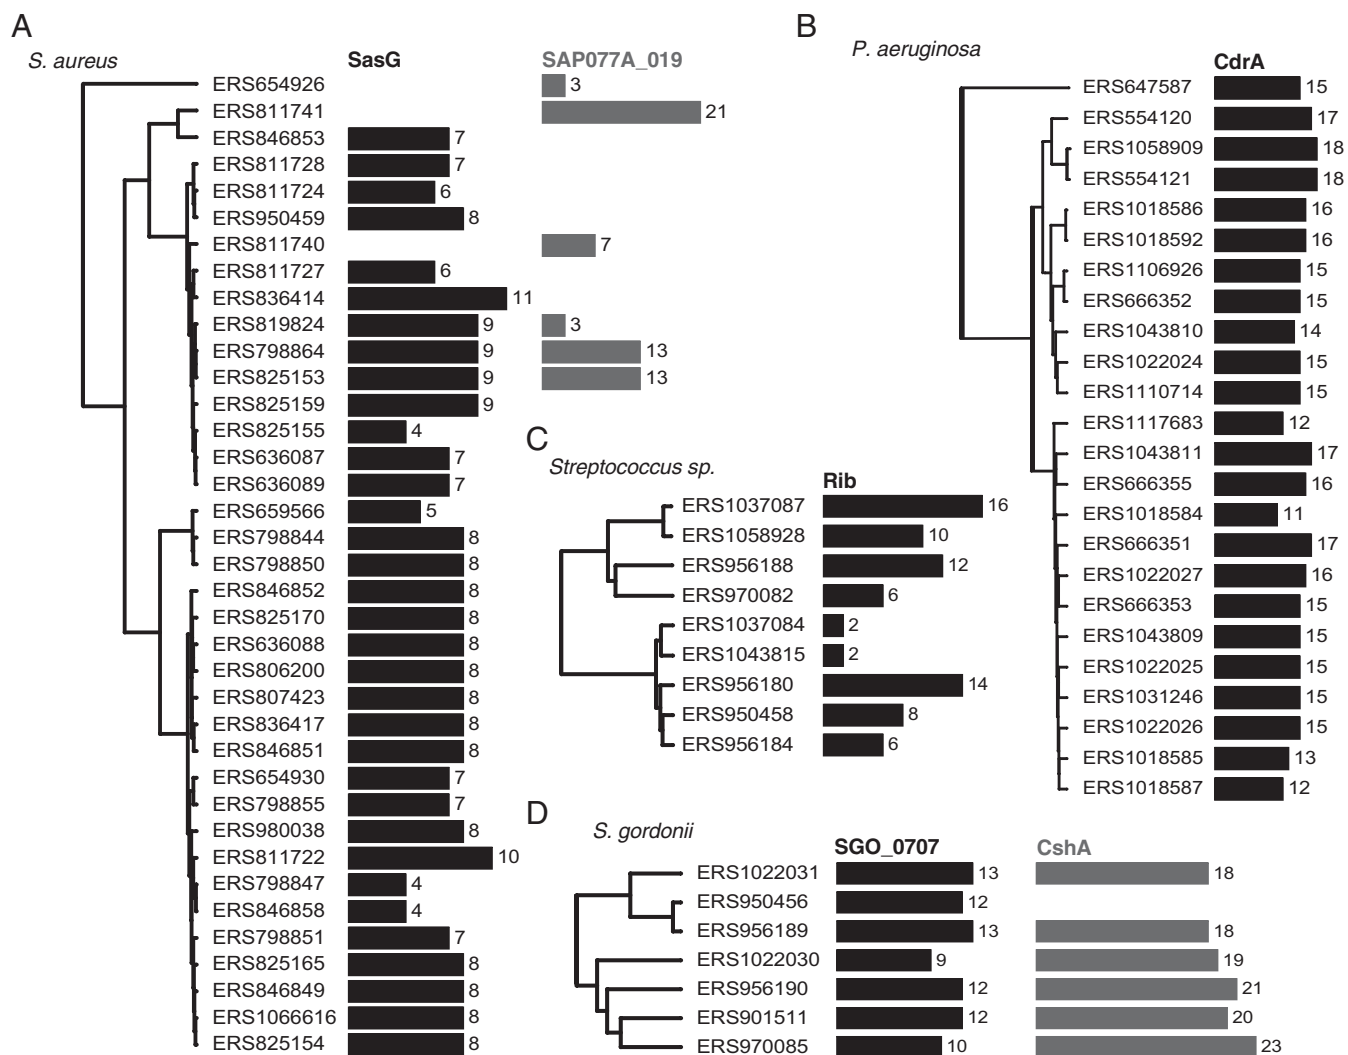 A
S. aureus
SasG
SAP077A_019
ERS654926 3
ERS811741 21
ERS846853 7
ERS811728 7
ERS811724 6
ERS950459 8
ERS811740 7
ERS811727 6
ERS836414 11
ERS819824 9 3
ERS798864 9 13
ERS825153 9 13
ERS825159 9
ERS825155 4
ERS636087 7
ERS636089 7
ERS659566 5
ERS798844 8
ERS798850 8
ERS846852 8
ERS825170 8
ERS636088 8
ERS806200 8
ERS807423 8
ERS836417 8
ERS846851 8
ERS654930 7
ERS798855 7
ERS980038 8
ERS811722 10
ERS798847 4
ERS846858 4
ERS798851 7
ERS825165 8
ERS846849 8
ERS1066616 8
ERS825154 8
B
P. aeruginosa
CdrA
ERS647587 15
ERS554120 17
ERS1058909 18
ERS554121 18
ERS1018586 16
ERS1018592 16
ERS1106926 15
ERS666352 15
ERS1043810 14
ERS1022024 15
ERS1110714 15
ERS1117683 12
ERS1043811 17
ERS666355 16
ERS1018584 11
ERS666351 17
ERS1022027 16
ERS666353 15
ERS1043809 15
ERS1022025 15
ERS1031246 15
ERS1022026 15
ERS1018585 13
ERS1018587 12
C
Streptococcus sp.
Rib
ERS1037087 16
ERS1058928 10
ERS956188 12
ERS970082 6
ERS1037084 2
ERS1043815 2
ERS956180 14
ERS950458 8
ERS956184 6
D
S. gordonii
SGO_0707
CshA
ERS1022031 13 18
ERS950456 12
ERS956189 13 18
ERS1022030 9 19
ERS956190 12 21
ERS901511 12 20
ERS970085 10 23